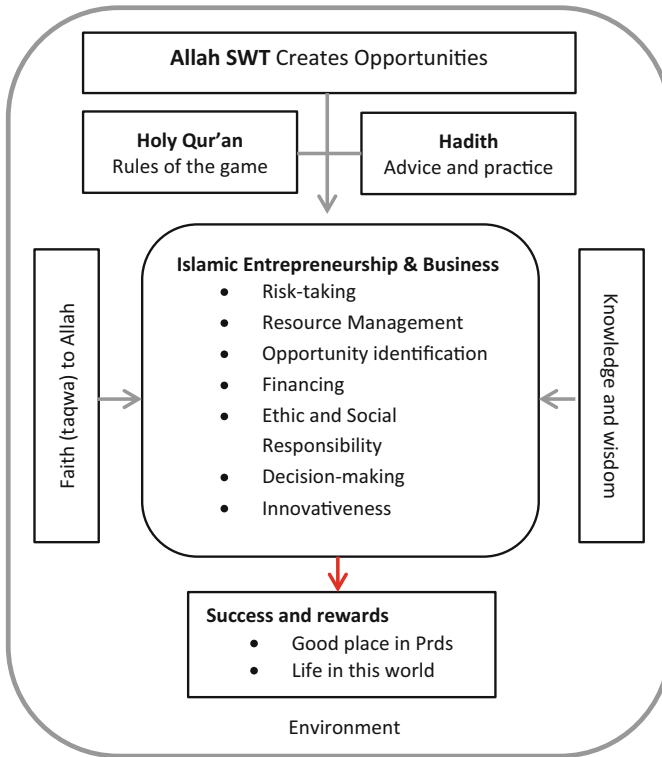 Allah SWT Creates Opportunities
Holy Qur’an
Rules of the game
Hadith
Advice and practice
Faith (taqwa) to Allah
Islamic Entrepreneurship & Business
• Risk-taking
• Resource Management
• Opportunity identification
• Financing
• Ethic and Social
Responsibility
• Decision-making
• Innovativeness
Knowledge and wisdom
Success and rewards
• Good place in Prds
• Life in this world
Environment